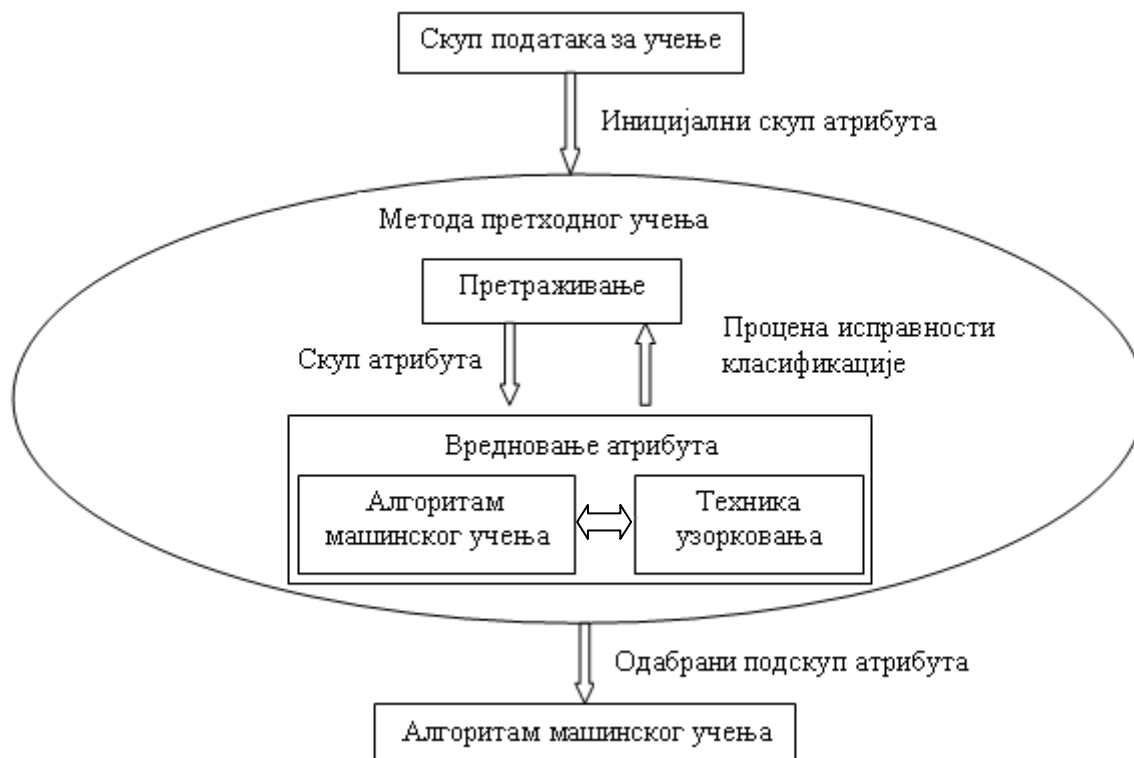 Скуп података за учење
Иницијални скуп атрибута
Метода претходног учења
Претраживање
Скуп атрибута
Процена исправности
класификације
Вредновање атрибута
Алгоритам
машинског учења
Техника
узорковања
Одабрани подскуп атрибута
Алгоритам машинског учења